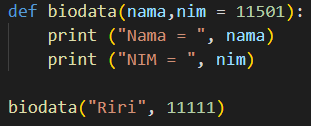 def biodata(nama,nim = 11501):
    print ("Nama = ", nama)
    print ("NIM = ", nim)

biodata("Riri", 11111)